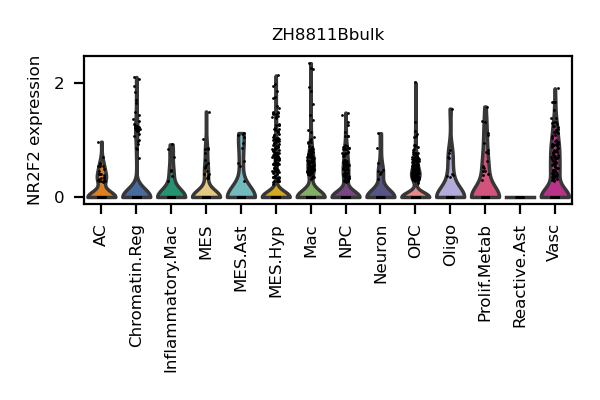 ZH8811Bbulk
NR2F2 expression
2
0
AC
Chromatin.Reg
Inflammatory.Mac
MES
MES.Ast
MES.Hyp
Mac
NPC
Neuron
OPC
Oligo
Prolif.Metab
Reactive.Ast
Vasc